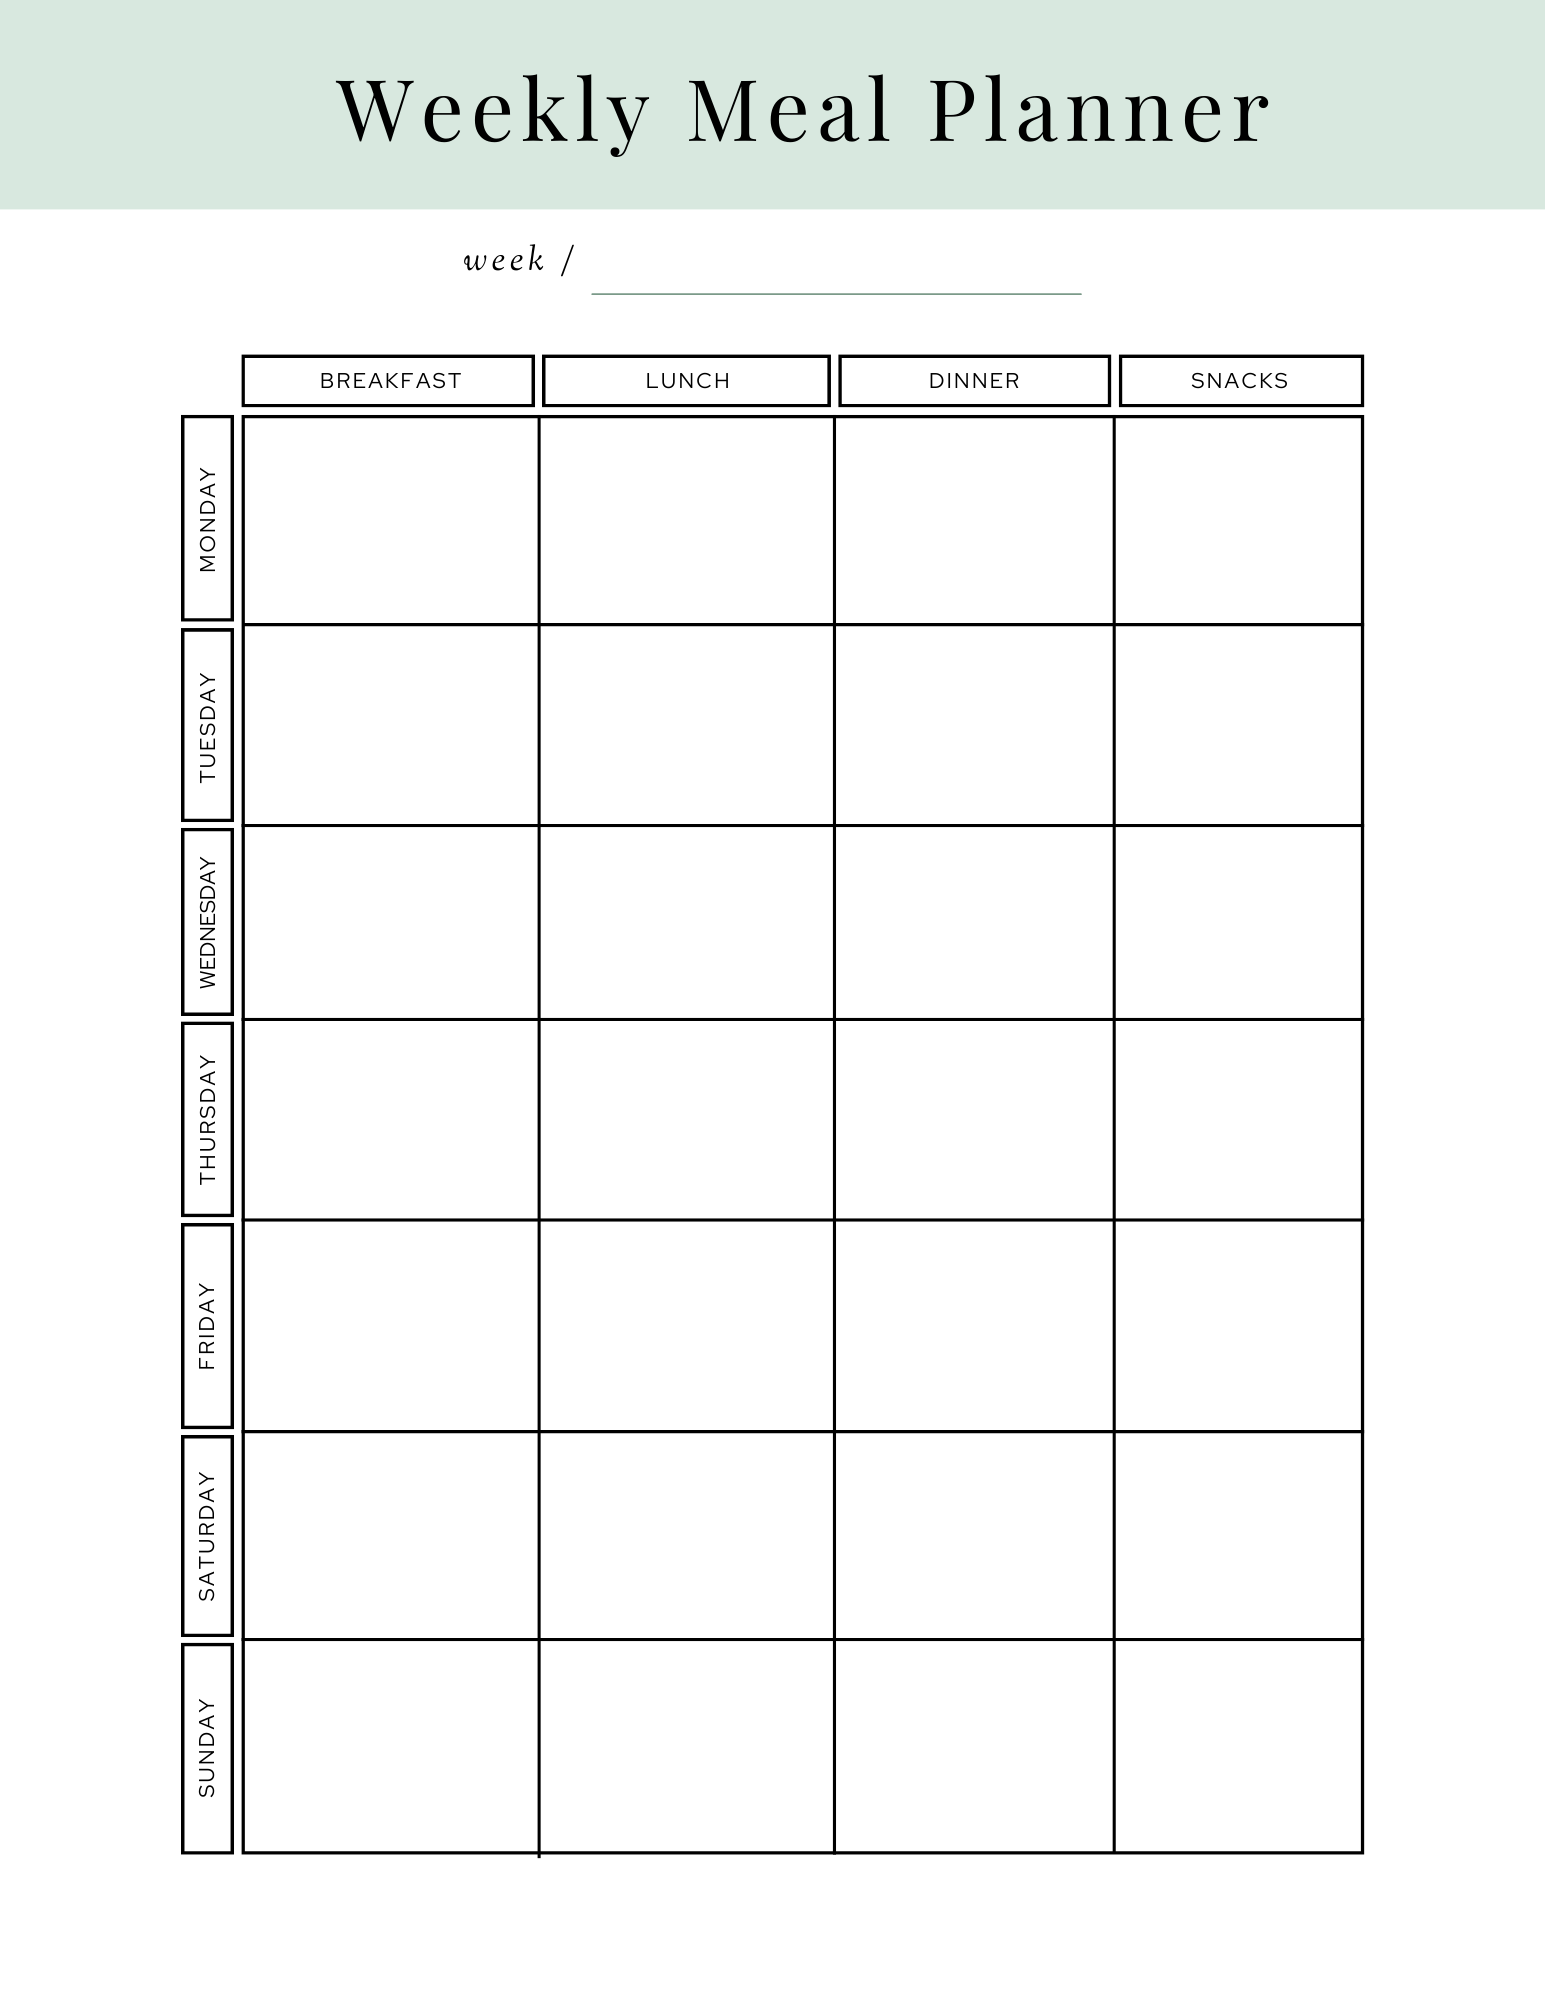 Weekly Meal Planner
week /
BREAKFAST LUNCH DINNER SNACKS
MONDAY
TUESDAY
WEDNESDAY
THURSDAY
FRIDAY
SATURDAY
SUNDAY